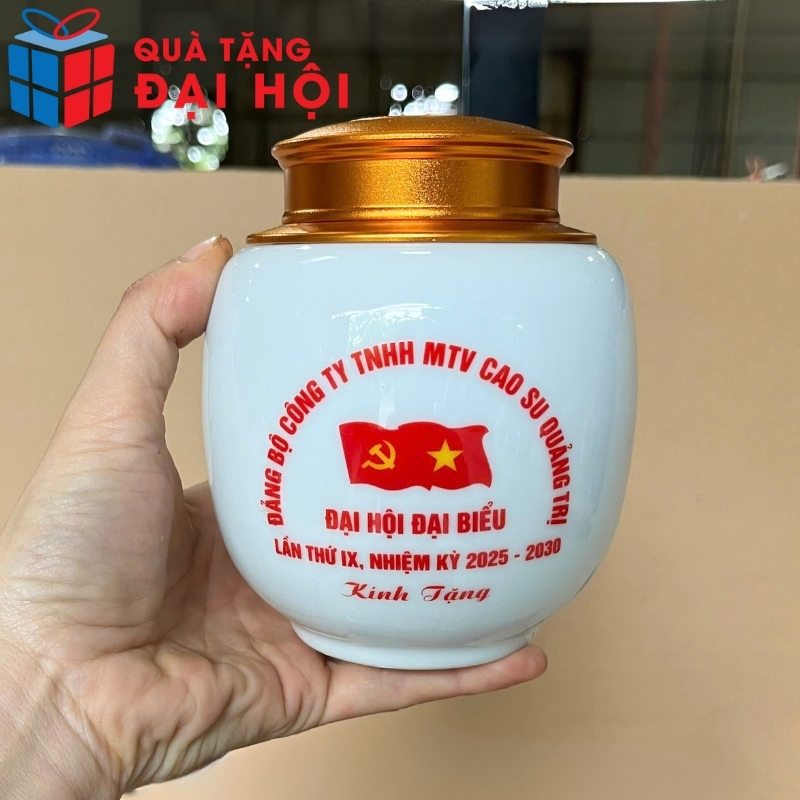 QUÀ TẶNG
ĐẠI HỘI
ĐẢNG BỘ CÔNG TY TNHH MTV CAO SU QUẢNG TRỊ
ĐẠI HỘI ĐẠI BIỂU
LẦN THỨ IX, NHIỆM KỲ 2025 - 2030
Kính Tặng